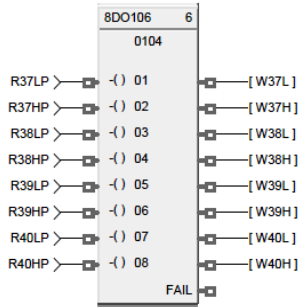 8DO106 6
0104
R37LP -( ) 01 [ W37L ]
R37HP -( ) 02 [ W37H ]
R38LP -( ) 03 [ W38L ]
R38HP -( ) 04 [ W38H ]
R39LP -( ) 05 [ W39L ]
R39HP -( ) 06 [ W39H ]
R40LP -( ) 07 [ W40L ]
R40HP -( ) 08 [ W40H ]
FAIL